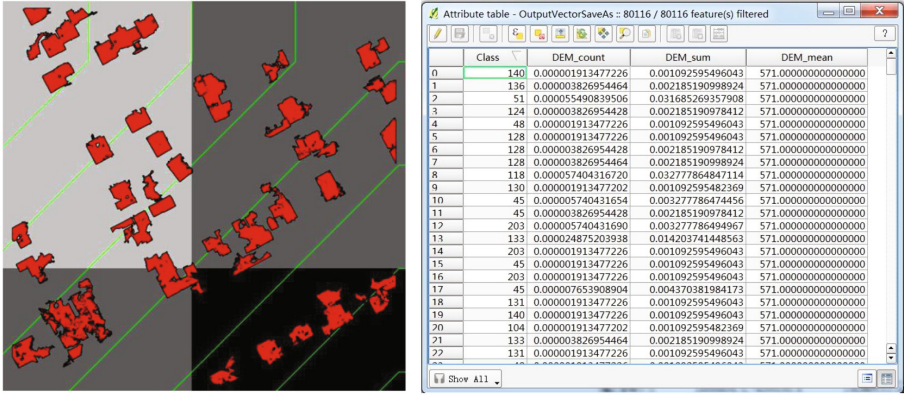 Attribute table - OutputVectorSaveAs :: 80116 / 80116 feature(s) filtered
?
Class DEM_count DEM_sum DEM_mean
0 140 0.000001913477226 0.001092595496043 571.000000000000000
1 136 0.000003826954464 0.002185190998924 571.000000000000000
2 51 0.000055490839506 0.031685269357908 571.000000000000000
3 124 0.000003826954428 0.002185190978412 571.000000000000000
4 48 0.000001913477226 0.001092595496043 571.000000000000000
5 128 0.000001913477226 0.001092595496043 571.000000000000000
6 128 0.000003826954428 0.002185190978412 571.000000000000000
7 128 0.000003826954464 0.002185190998924 571.000000000000000
8 118 0.000057404316720 0.032777864847114 571.000000000000000
9 130 0.000001913477202 0.001092595482369 571.000000000000000
10 45 0.000005740431654 0.003277786474456 571.000000000000000
11 45 0.000003826954428 0.002185190978412 571.000000000000000
12 203 0.000005740431690 0.003277786494967 571.000000000000000
13 133 0.000024875203938 0.014203741448563 571.000000000000000
14 203 0.000001913477226 0.001092595496043 571.000000000000000
15 45 0.000001913477226 0.001092595496043 571.000000000000000
16 203 0.000001913477226 0.001092595496043 571.000000000000000
17 45 0.000007653908904 0.004370381984173 571.000000000000000
18 131 0.000001913477226 0.001092595496043 571.000000000000000
19 140 0.000001913477226 0.001092595496043 571.000000000000000
20 104 0.000001913477202 0.001092595482369 571.000000000000000
21 133 0.000003826954464 0.002185190998924 571.000000000000000
22 131 0.000001913477226 0.001092595496043 571.000000000000000
Show All